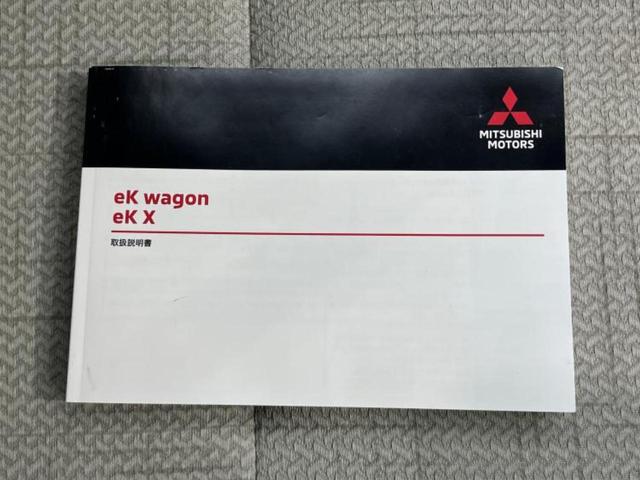 MITSUBISHI
MOTORS
eK wagon
eK X
取扱説明書